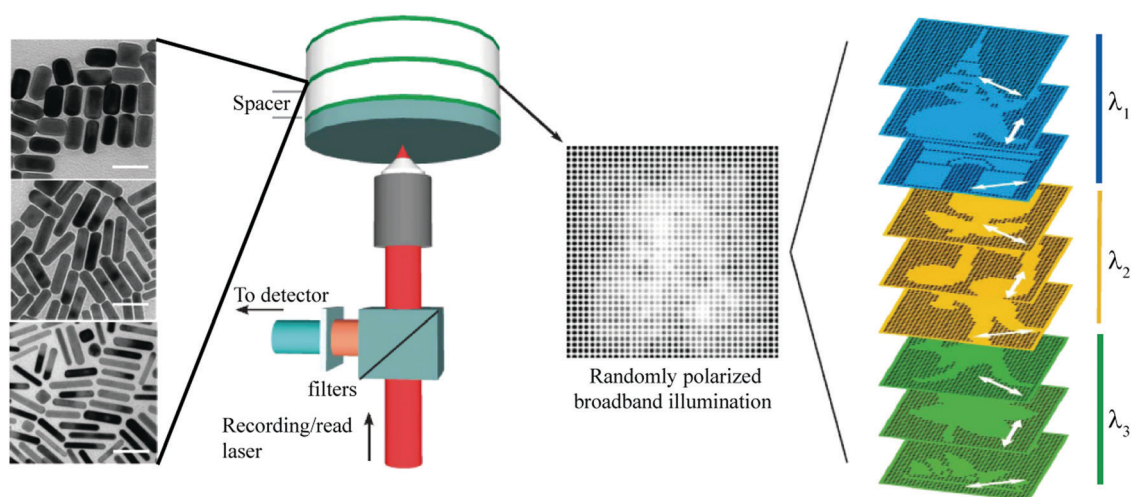 Spacer
To detector
filters
Recording/read
laser
Randomly polarized
broadband illumination
λ1
λ2
λ3